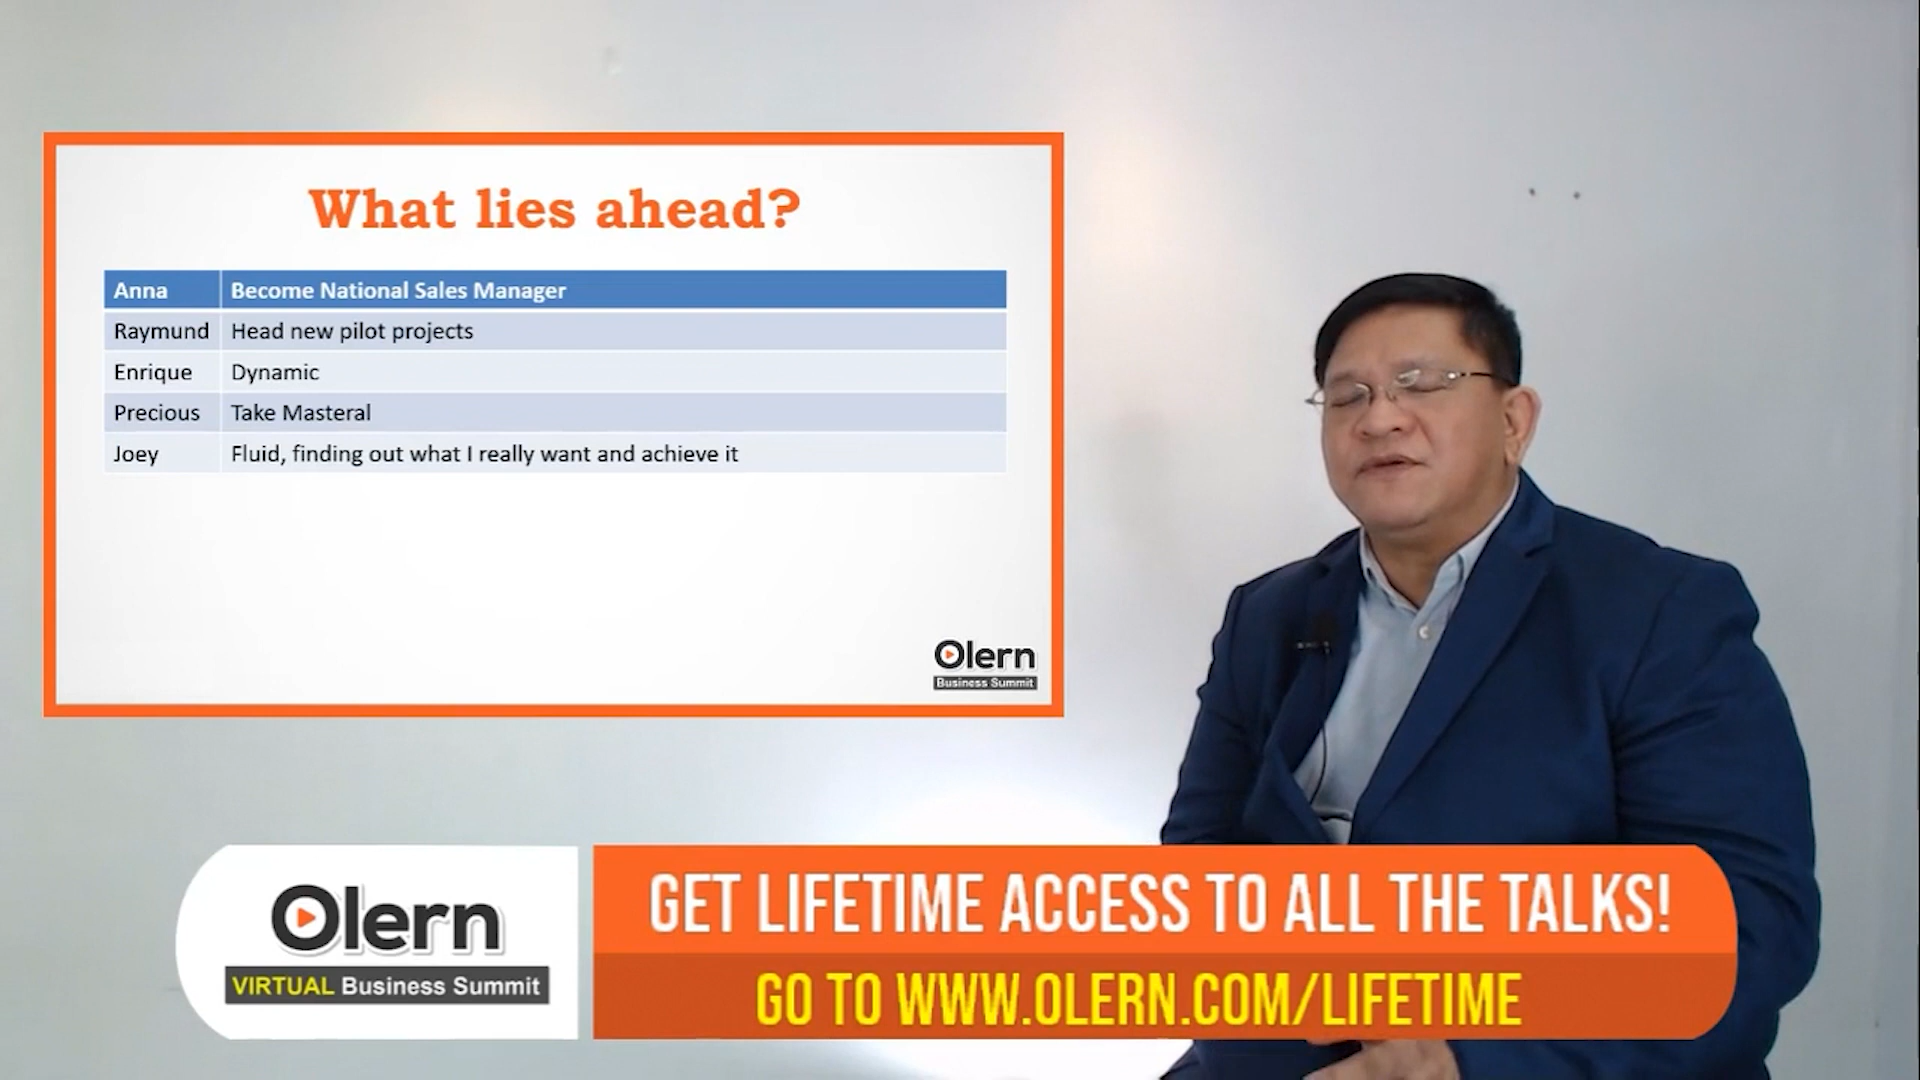 What lies ahead?
Anna Become National Sales Manager
Raymund Head new pilot projects
Enrique Dynamic
Precious Take Masteral
Joey Fluid, finding out what I really want and achieve it
Olern
Business Summit
Olern
VIRTUAL Business Summit
GET LIFETIME ACCESS TO ALL THE TALKS!
GO TO WWW.OLERN.COM/LIFETIME